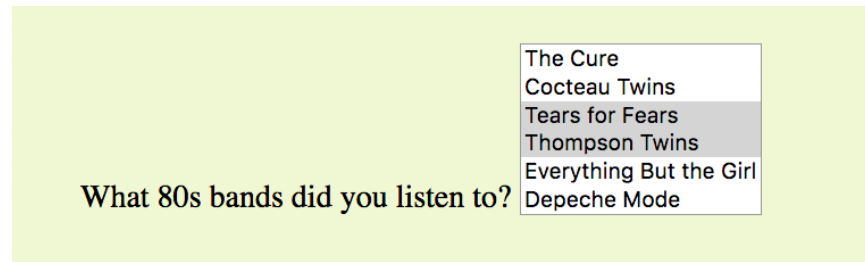 The Cure
Cocteau Twins
Tears for Fears
Thompson Twins
Everything But the Girl
What 80s bands did you listen to? Depeche Mode